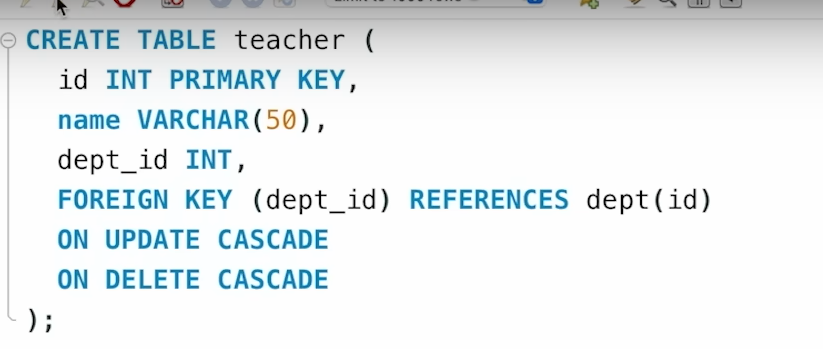 CREATE TABLE teacher (
id INT PRIMARY KEY,
name VARCHAR(50),
dept_id INT,
FOREIGN KEY (dept_id) REFERENCES dept(id)
ON UPDATE CASCADE
ON DELETE CASCADE
);